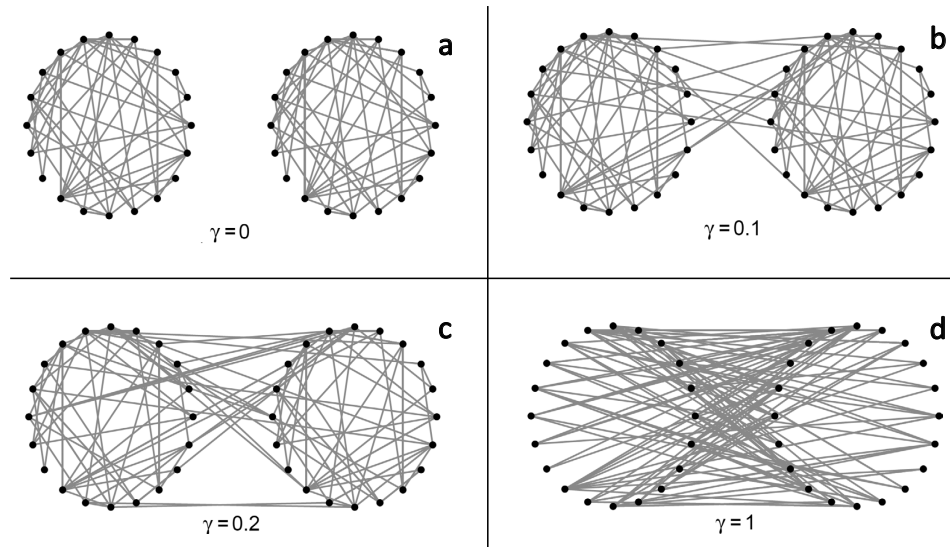 a
γ = 0
b
γ = 0.1
c
γ = 0.2
d
γ = 1